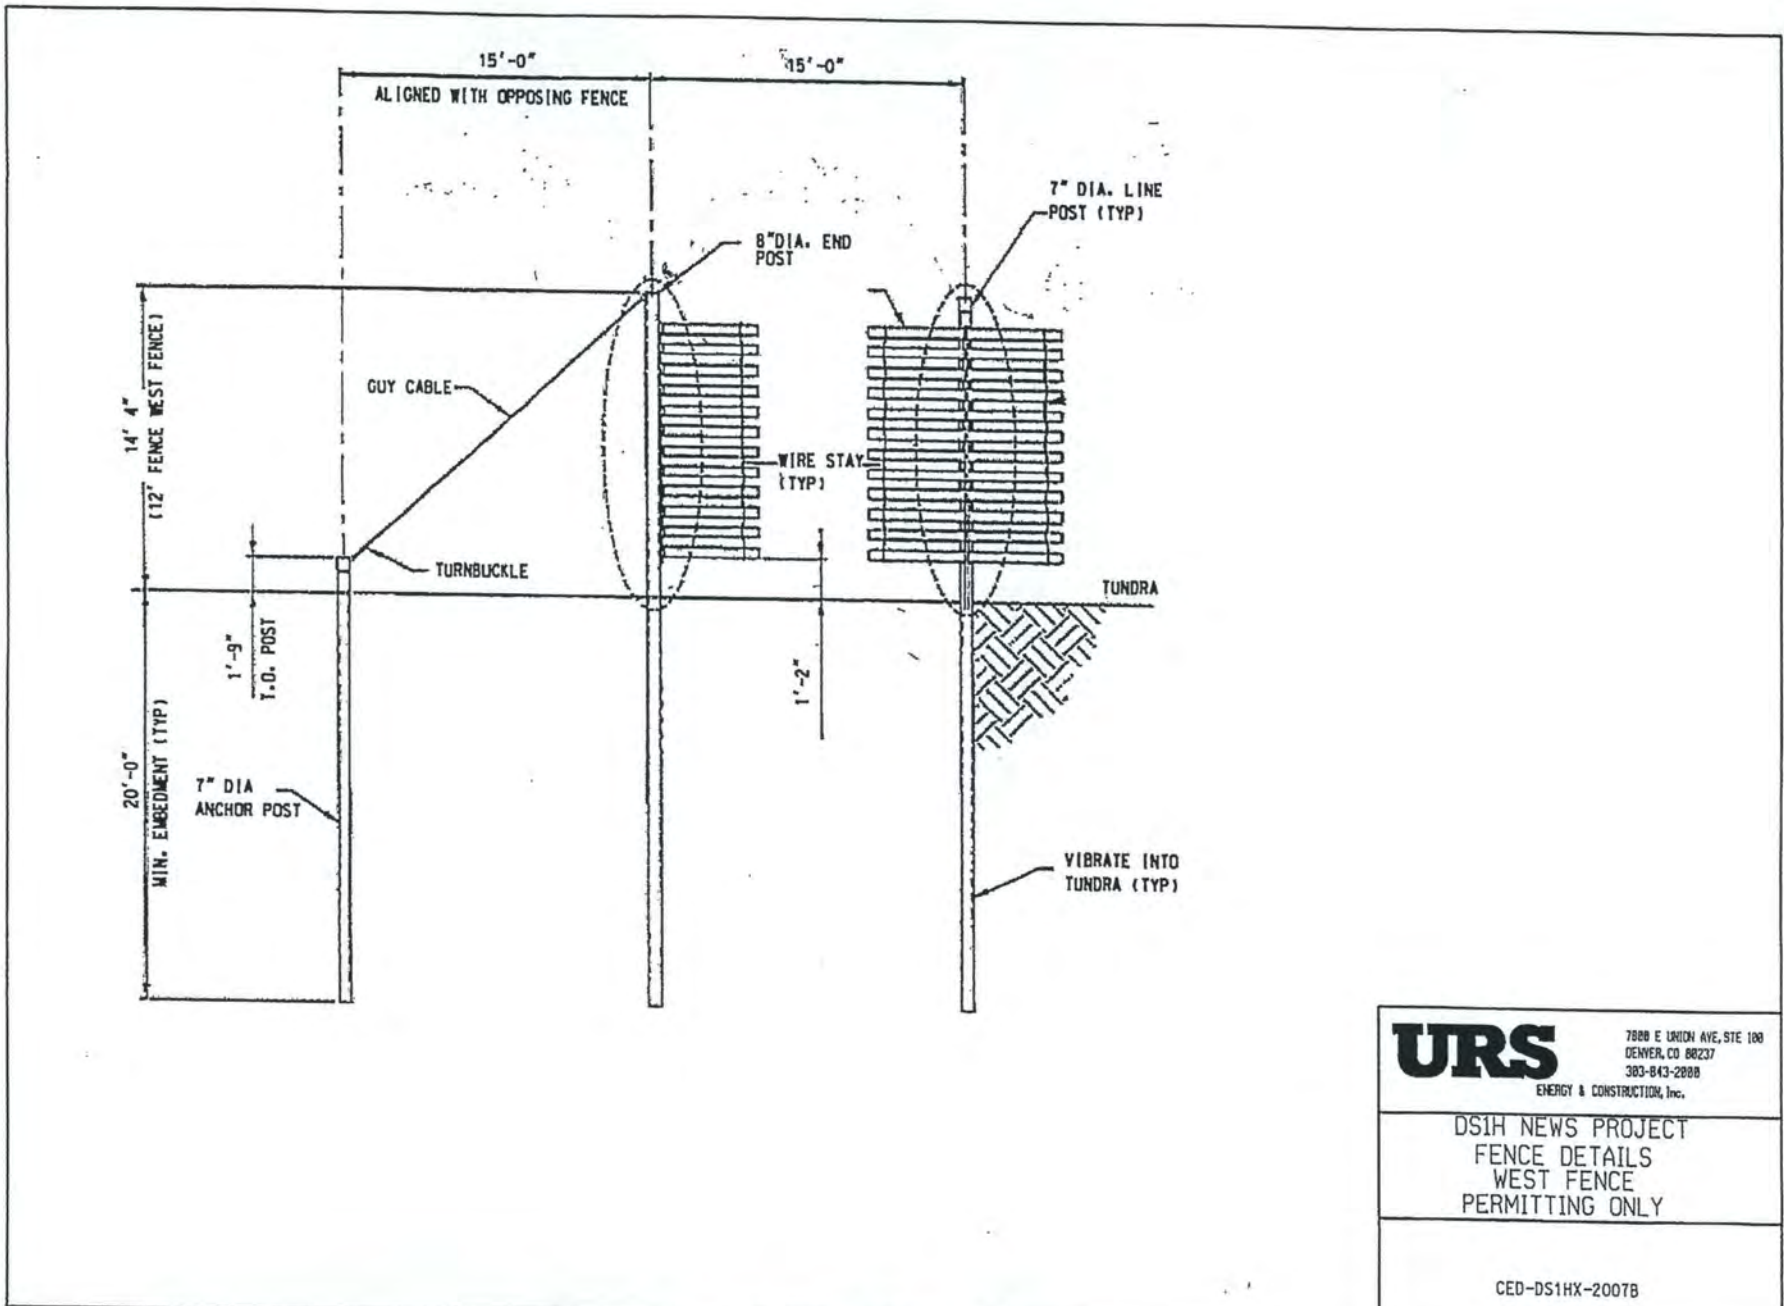 15'-0"
15'-0"
ALIGNED WITH OPPOSING FENCE
7" DIA. LINE
POST (TYP)
8"DIA. END
POST
14' 4"
(12' FENCE WEST FENCE)
GUY CABLE
WIRE STAY
(TYP)
TURNBUCKLE
TUNDRA
1'-9"
T.O. POST
1'-2"
20'-0"
MIN. EMBEDMENT (TYP)
7" DIA
ANCHOR POST
VIBRATE INTO
TUNDRA (TYP)
URS
7800 E UNION AVE, STE 100
DENVER, CO 80237
303-843-2000
ENERGY & CONSTRUCTION, Inc.
DS1H NEWS PROJECT
FENCE DETAILS
WEST FENCE
PERMITTING ONLY
CED-DS1HX-2007B